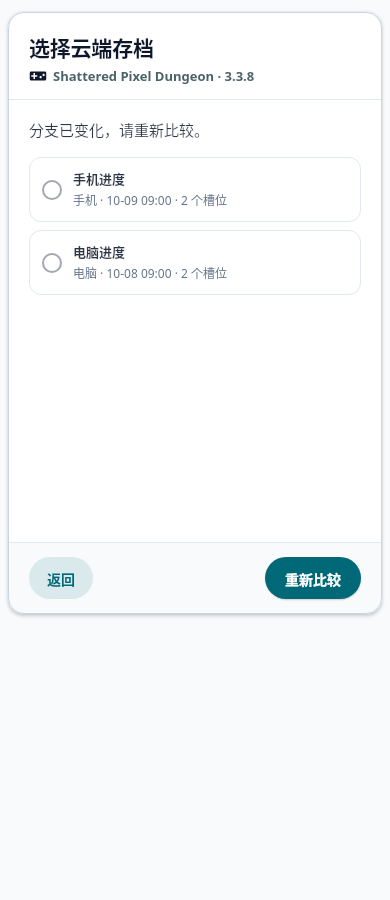 选择云端存档
Shattered Pixel Dungeon · 3.3.8
分支已变化，请重新比较。
手机进度
手机 · 10-09 09:00 · 2 个槽位
电脑进度
电脑 · 10-08 09:00 · 2 个槽位
返回
重新比较